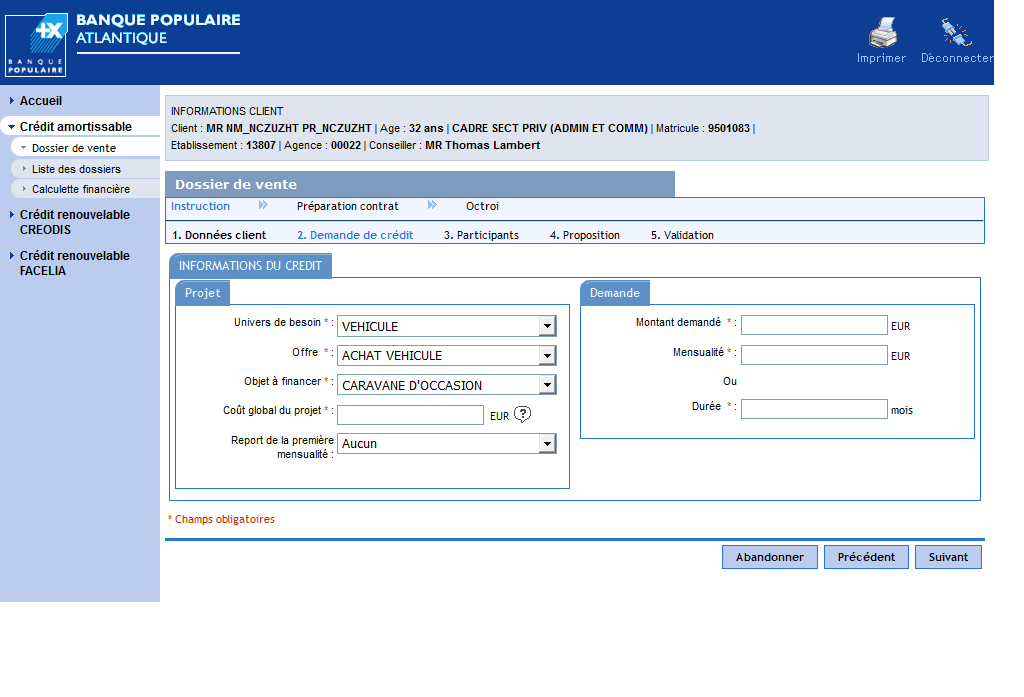 BANQUE POPULAIRE
ATLANTIQUE
BANQUE
POPULAIRE
Imprimer
Déconnecter
Accueil
Crédit amortissable
Dossier de vente
Liste des dossiers
Calculette financière
Crédit renouvelable
CREODIS
Crédit renouvelable
FACELIA
INFORMATIONS CLIENT
Client : MR NM_NCZUZHT PR_NCZUZHT | Age : 32 ans | CADRE SECT PRIV (ADMIN ET COMM) | Matricule : 9501083 |
Etablissement : 13807 | Agence : 00022 | Conseiller : MR Thomas Lambert
Dossier de vente
Instruction Préparation contrat Octroi
1. Données client 2. Demande de crédit 3. Participants 4. Proposition 5. Validation
INFORMATIONS DU CREDIT
Projet
Univers de besoin * : VEHICULE
Offre * : ACHAT VEHICULE
Objet à financer * : CARAVANE D'OCCASION
Coût global du projet * : EUR ?
Report de la première
mensualité : Aucun
Demande
Montant demandé * : EUR
Mensualité * : EUR
Ou
Durée * : mois
* Champs obligatoires
Abandonner Précédent Suivant